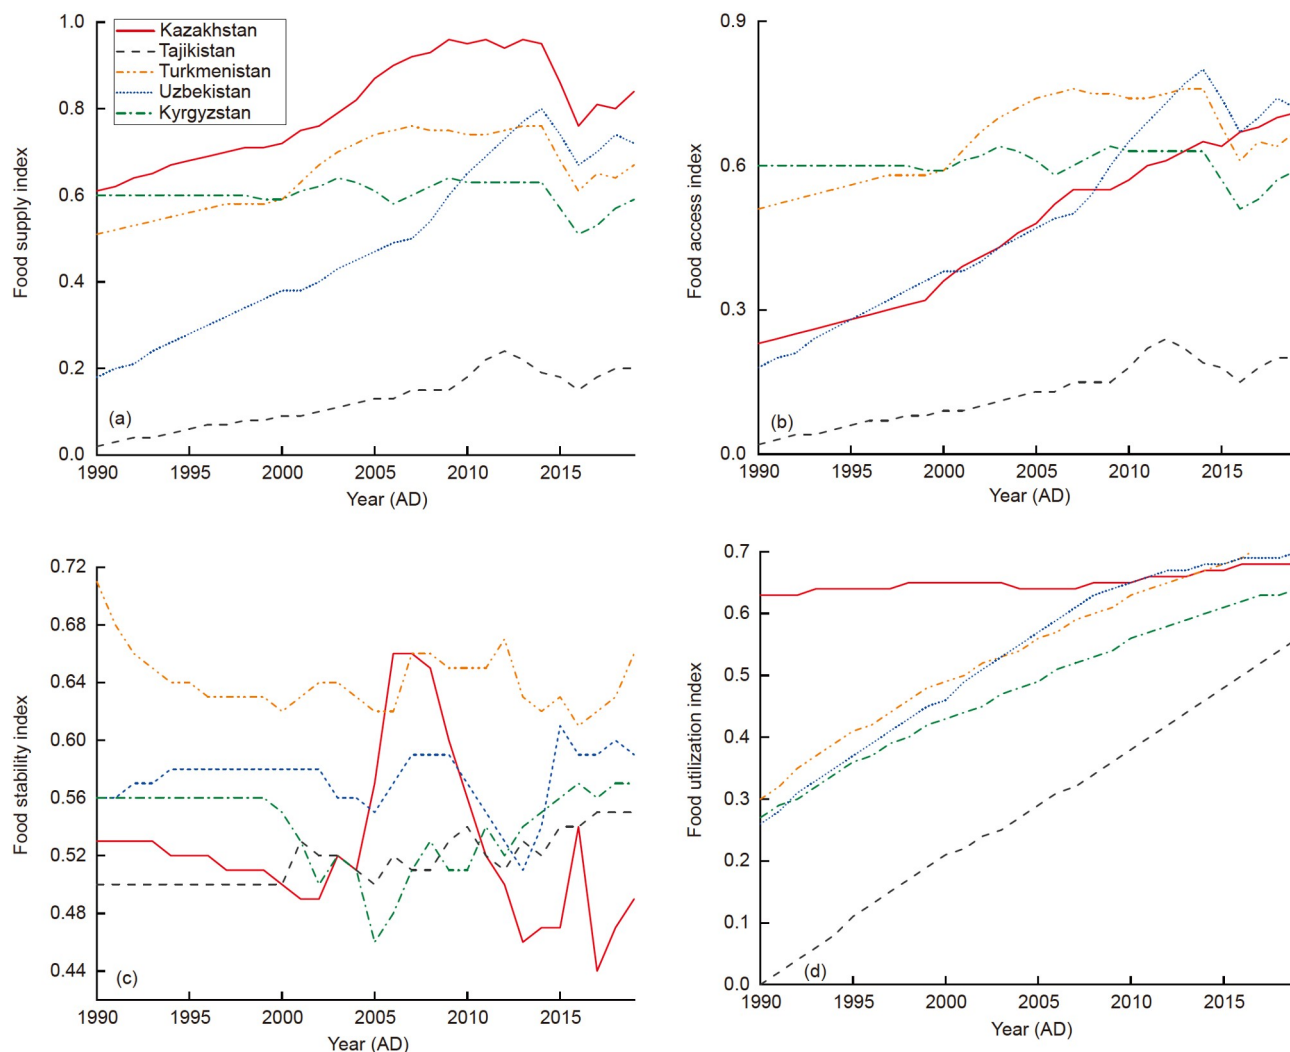 1.0
0.8
0.6
0.4
0.2
0.0
Food supply index
Kazakhstan
Tajikistan
Turkmenistan
Uzbekistan
Kyrgyzstan
(a)
1990 1995 2000 2005 2010 2015
Year (AD)
0.9
0.6
0.3
0.0
Food access index
(b)
1990 1995 2000 2005 2010 2015
Year (AD)
0.72
0.68
0.64
0.60
0.56
0.52
0.48
0.44
Food stability index
(c)
1990 1995 2000 2005 2010 2015
Year (AD)
0.7
0.6
0.5
0.4
0.3
0.2
0.1
0.0
Food utilization index
(d)
1990 1995 2000 2005 2010 2015
Year (AD)